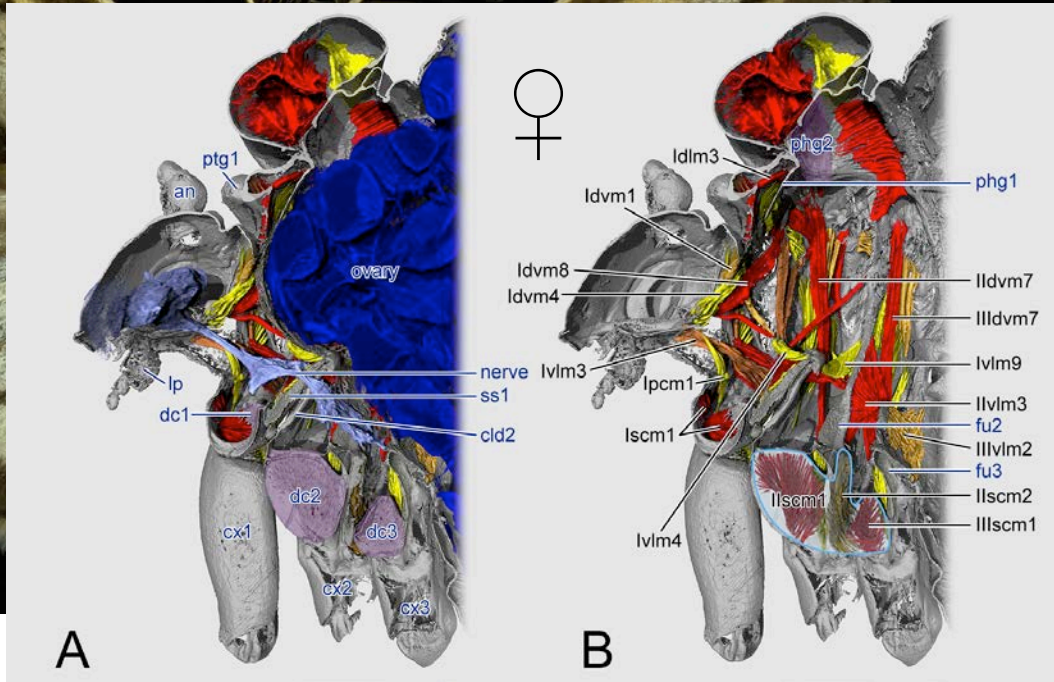 ptg1
an
ovary
lp
nerve
dc1
ss1
cld2
dc2
dc3
cx1
cx2
cx3
A
♀
phg2
Idlm3
phg1
Idvm1
Idvm8
Idvm4
IIdvm7
IIIdvm7
Ivlm3
Ivlm9
Ipcm1
IIvlm3
Iscm1
fu2
IIIvlm2
fu3
IIscm1
IIscm2
IIIscm1
Ivlm4
B